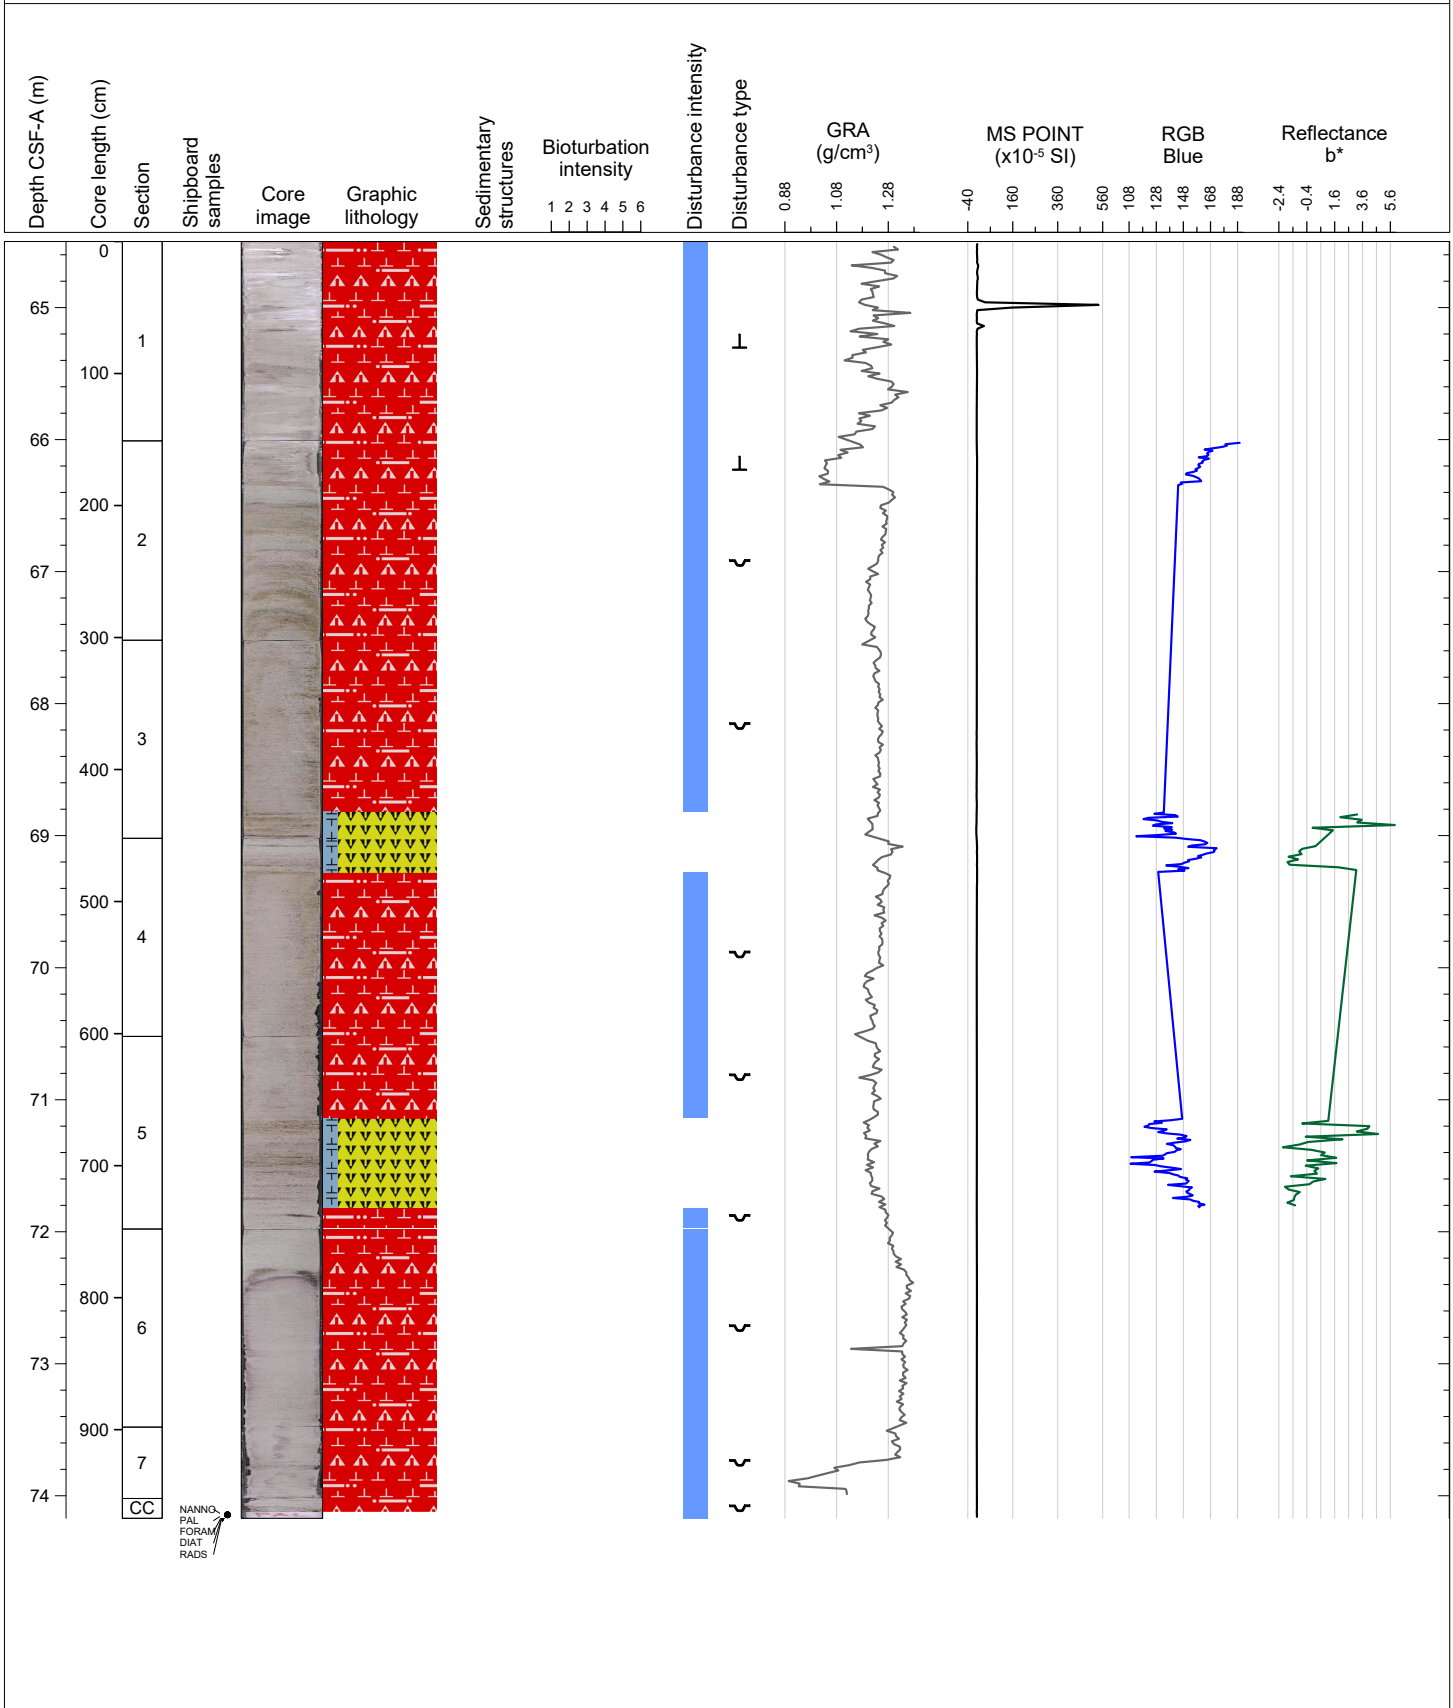 Depth CSF-A (m)
Core length (cm)
Section
Shipboard
samples
Core
image
Graphic
lithology
Sedimentary
structures
Bioturbation
intensity
1 2 3 4 5 6
Disturbance intensity
Disturbance type
GRA
(g/cm³)
0.88
1.08
1.28
MS POINT
(x10⁻⁵ SI)
-40
160
360
560
RGB
Blue
108
128
148
168
188
Reflectance
b*
-2.4
-0.4
1.6
3.6
5.6
0
65
1
100
66
200
2
67
300
68
3
400
69
500
4
70
600
71
5
700
72
800
6
73
900
7
74
CC
NANNO
PAL
FORAM
DIAT
RADS